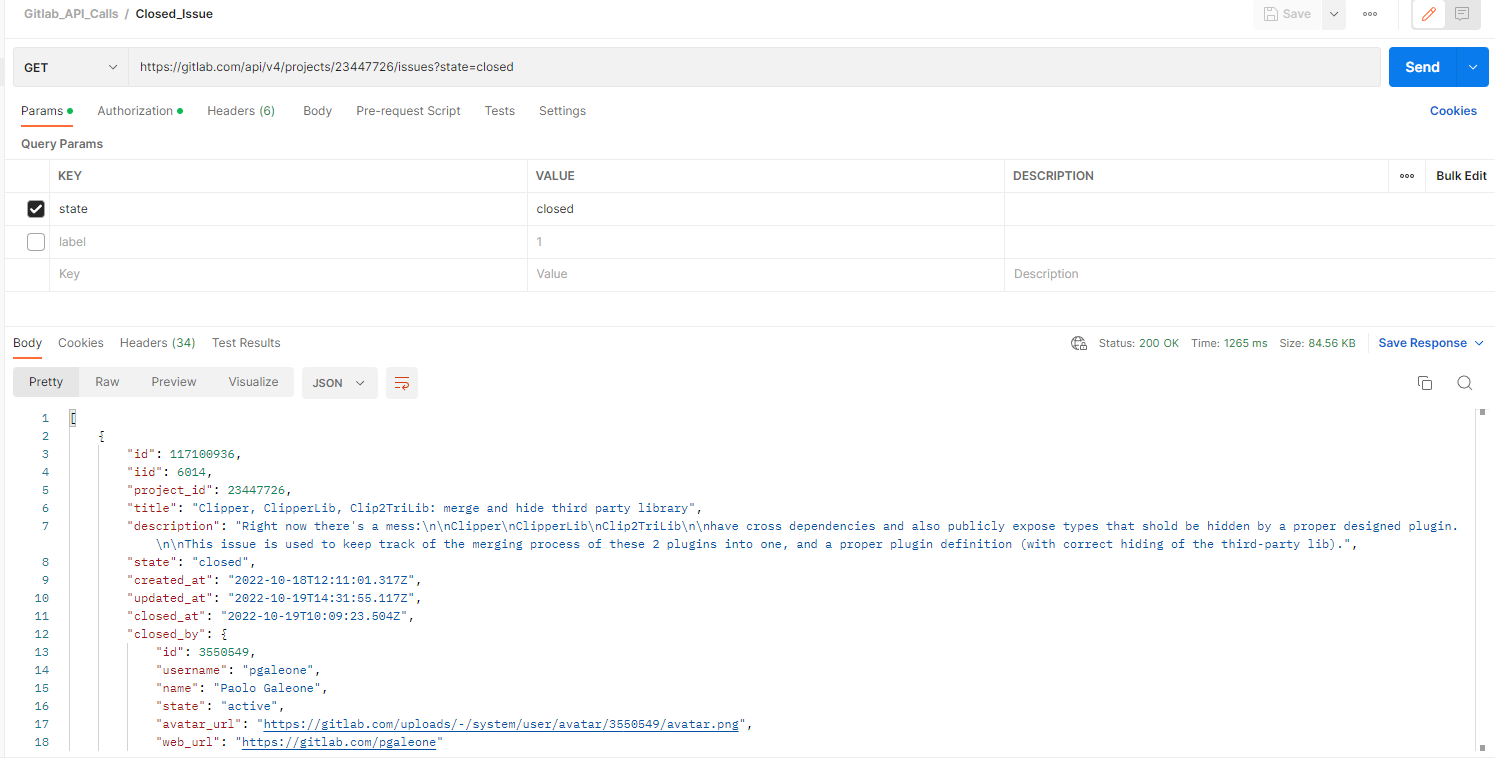 Gitlab_API_Calls / Closed_Issue
Save
GET
https://gitlab.com/api/v4/projects/23447726/issues?state=closed
Send
Params Authorization Headers (6) Body Pre-request Script Tests Settings Cookies
Query Params
KEY VALUE DESCRIPTION Bulk Edit
state closed
label 1
Key Value Description
Body Cookies Headers (34) Test Results Status: 200 OK Time: 1265 ms Size: 84.56 KB Save Response
Pretty Raw Preview Visualize JSON
1 [
2 {
3 "id": 117100936,
4 "iid": 6014,
5 "project_id": 23447726,
6 "title": "Clipper, ClipperLib, Clip2TriLib: merge and hide third party library",
7 "description": "Right now there's a mess:\n\nClipper\nClipperLib\nClip2TriLib\n\nhave cross dependencies and also publicly expose types that shold be hidden by a proper designed plugin.
\n\nThis issue is used to keep track of the merging process of these 2 plugins into one, and a proper plugin definition (with correct hiding of the third-party lib).",
8 "state": "closed",
9 "created_at": "2022-10-18T12:11:01.317Z",
10 "updated_at": "2022-10-19T14:31:55.117Z",
11 "closed_at": "2022-10-19T10:09:23.504Z",
12 "closed_by": {
13 "id": 3550549,
14 "username": "pgaleone",
15 "name": "Paolo Galeone",
16 "state": "active",
17 "avatar_url": "https://gitlab.com/uploads/-/system/user/avatar/3550549/avatar.png",
18 "web_url": "https://gitlab.com/pgaleone"